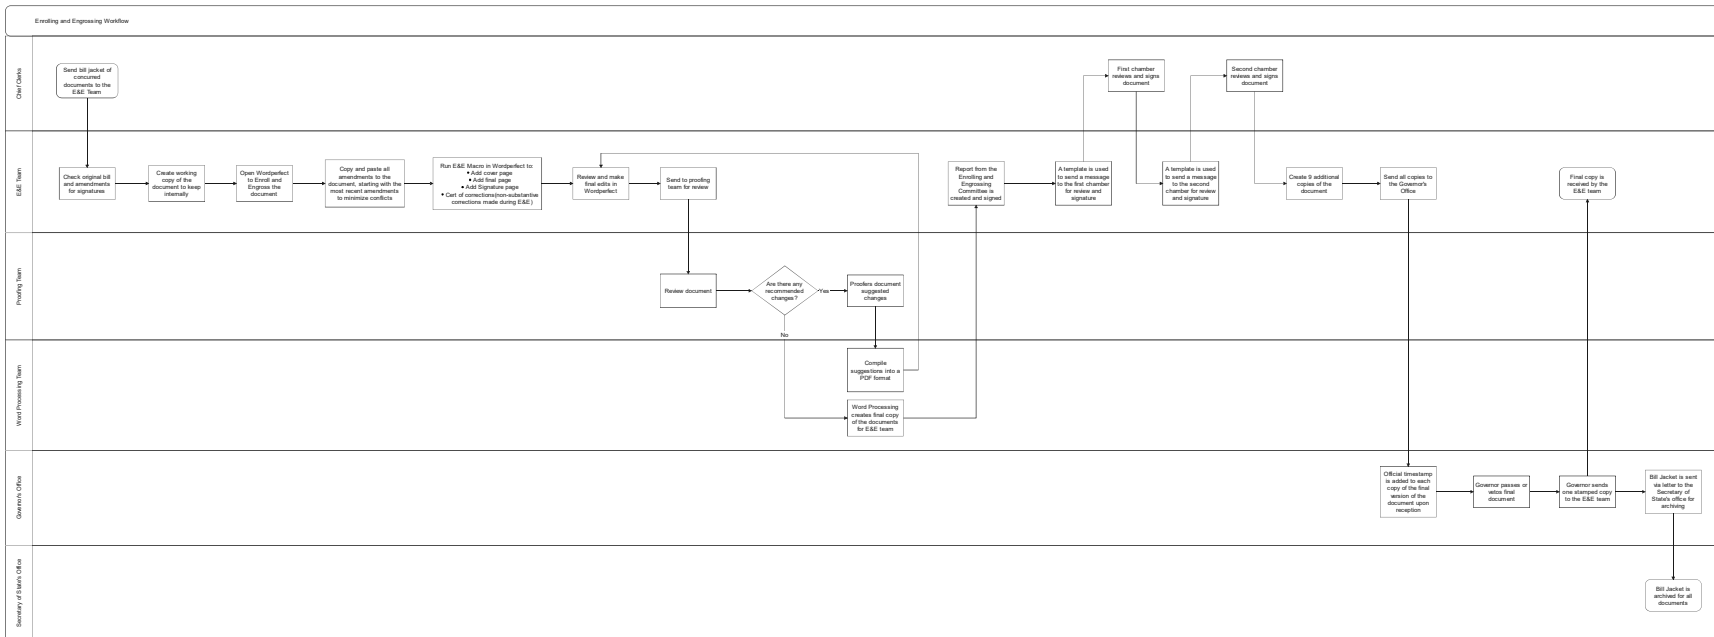 Enrolling and Engrossing Workflow
Chief Clerks
Send bill jacket of
concurred
documents to the
E&E Team
First chamber
reviews and signs
document
Second chamber
reviews and signs
document
E&E Team
Check original bill
and amendments
for signatures
Create working
copy of the
document to keep
internally
Open Wordperfect
to Enroll and
Engross the
document
Copy and paste all
amendments to the
document, starting with the
most recent amendments
to minimize conflicts
Run E&E Macro in Wordperfect to:
• Add cover page
• Add final page
• Add Signature page
• Cert of corrections(non-substantive
corrections made during E&E)
Review and make
final edits in
Wordperfect
Send to proofing
team for review
Report from the
Enrolling and
Engrossing
Committee is
created and signed
A template is used
to send a message
to the first chamber
for review and
signature
A template is used
to send a message
to the second
chamber for review
and signature
Create 9 additional
copies of the
document
Send all copies to
the Governor's
Office
Final copy is
received by the
E&E team
Proofing Team
Review document
Are there any
recommended
changes?
Yes
Proofers document
suggested
changes
No
Word Processing Team
Compile
suggestions into a
PDF format
Word Processing
creates final copy
of the documents
for E&E team
Governor's Office
Official timestamp
is added to each
copy of the final
version of the
document upon
reception
Governor passes or
vetos final
document
Governor sends
one stamped copy
to the E&E team
Bill Jacket is sent
via letter to the
Secretary of
State's office for
archiving
Secretary of State's Office
Bill Jacket is
archived for all
documents